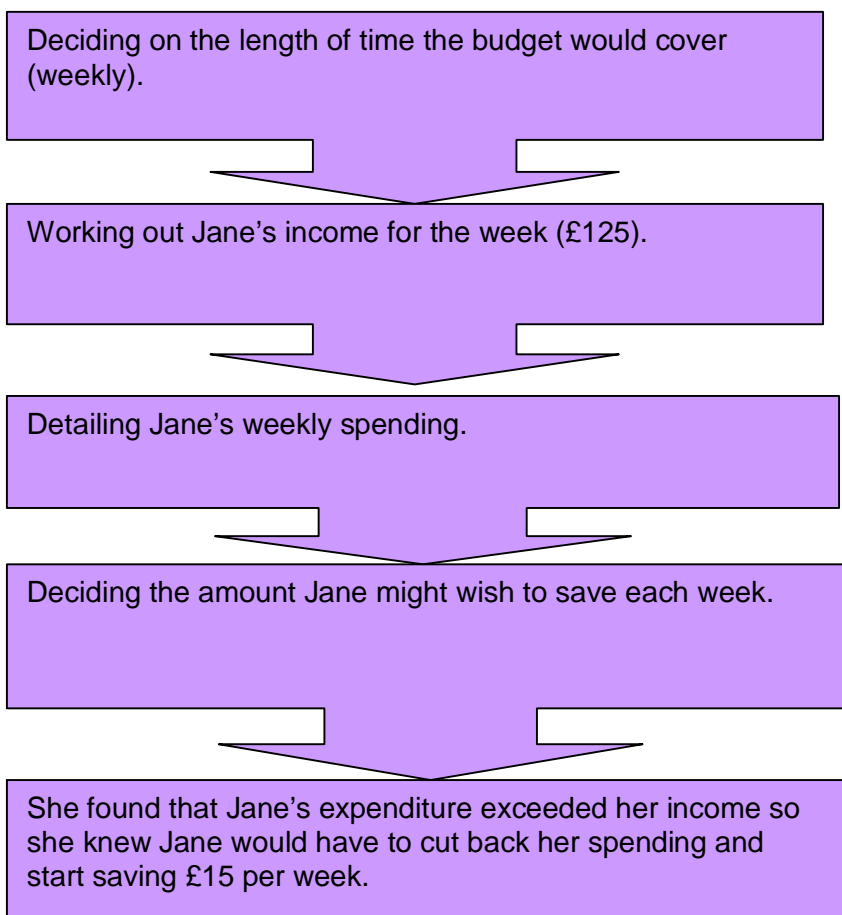 Deciding on the length of time the budget would cover
(weekly).
Working out Jane’s income for the week (£125).
Detailing Jane’s weekly spending.
Deciding the amount Jane might wish to save each week.
She found that Jane’s expenditure exceeded her income so
she knew Jane would have to cut back her spending and
start saving £15 per week.